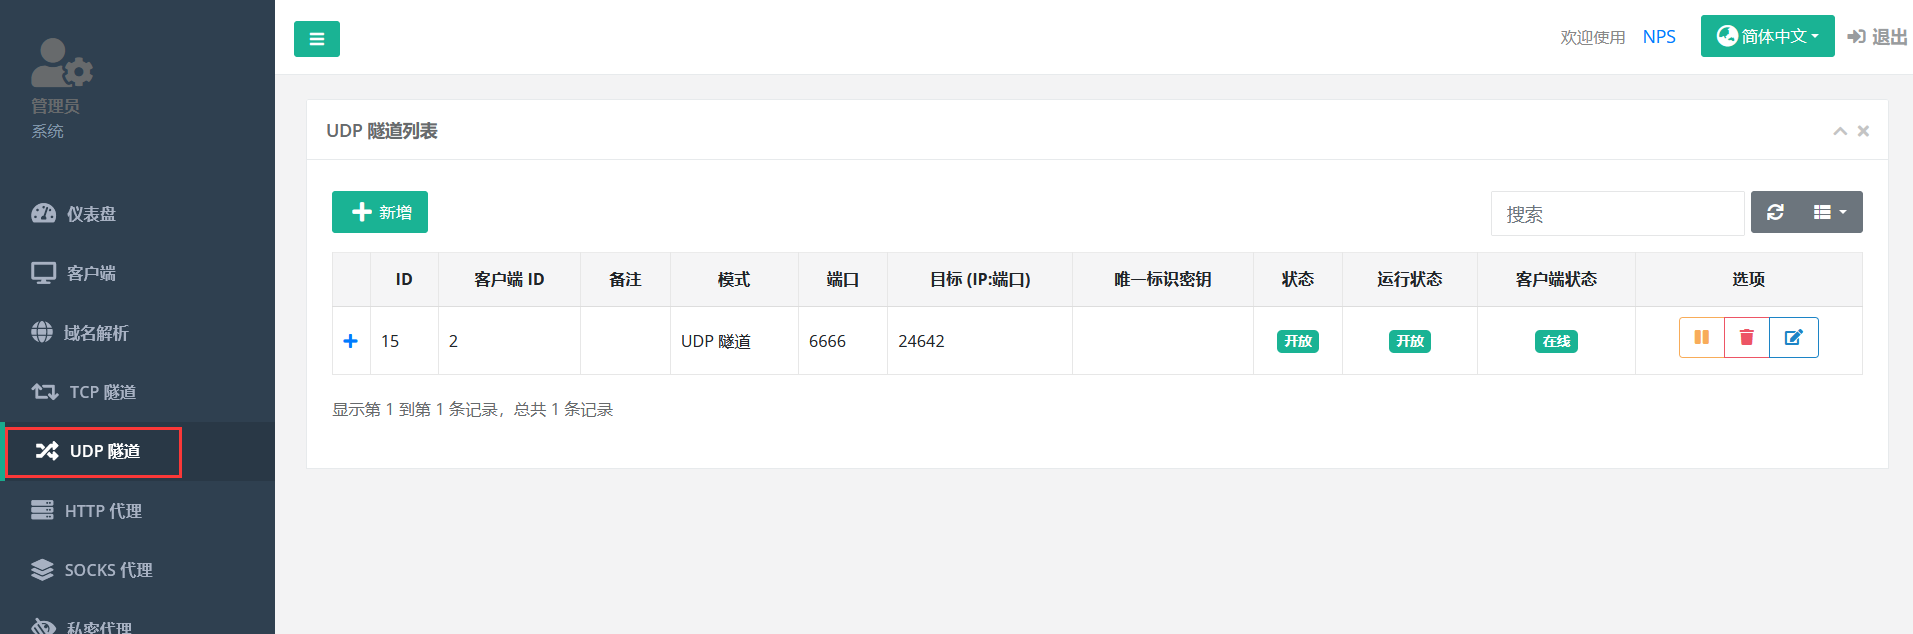 管理员
系统
仪表盘
客户端
域名解析
TCP 隧道
UDP 隧道
HTTP 代理
SOCKS 代理
私密代理
欢迎使用 NPS 简体中文 退出
UDP 隧道列表
新增
搜索
ID 客户端 ID 备注 模式 端口 目标 (IP:端口) 唯一标识密钥 状态 运行状态 客户端状态 选项
15 2 UDP 隧道 6666 24642 开放 开放 在线
显示第 1 到第 1 条记录，总共 1 条记录